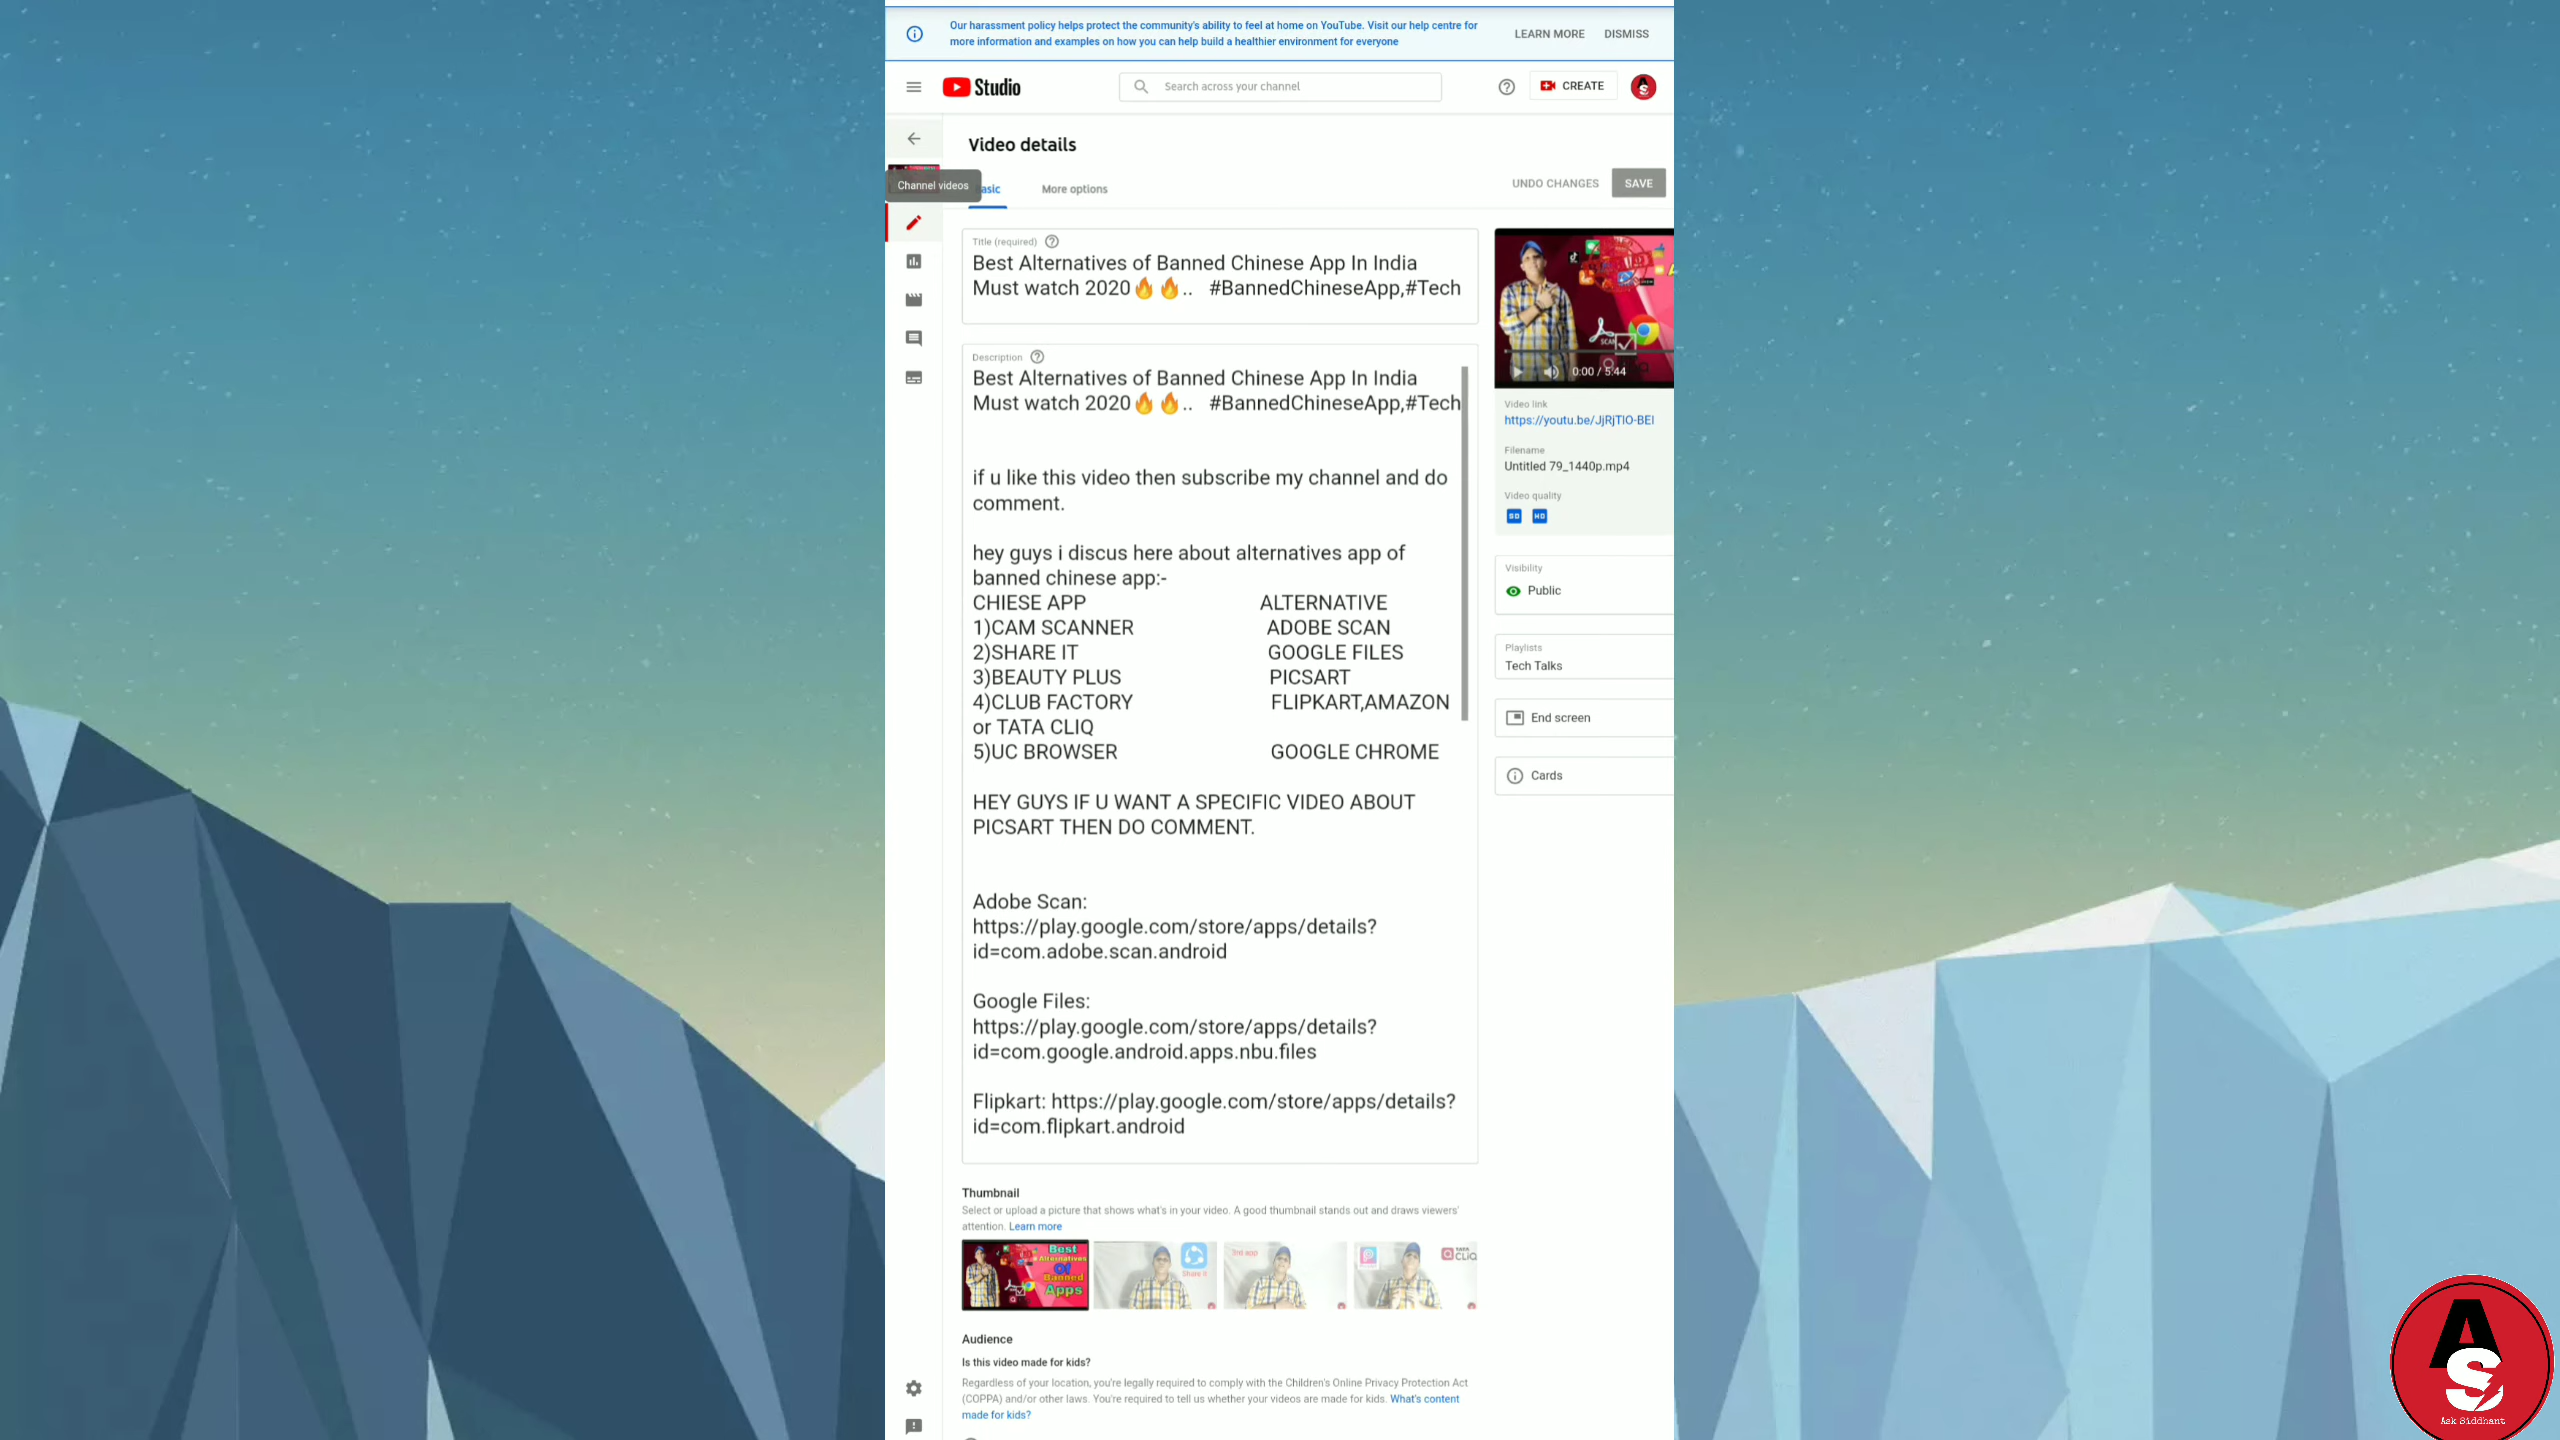 Our harassment policy helps protect the community's ability to feel at home on YouTube. Visit our help centre for
more information and examples on how you can help build a healthier environment for everyone
LEARN MORE
DISMISS
Studio
Search across your channel
CREATE
Video details
Channel videos
asic
More options
UNDO CHANGES
SAVE
Title (required)
Best Alternatives of Banned Chinese App In India
Must watch 2020🔥🔥.. #BannedChineseApp,#Tech
Description
Best Alternatives of Banned Chinese App In India
Must watch 2020🔥🔥.. #BannedChineseApp,#Tech
if u like this video then subscribe my channel and do
comment.
hey guys i discus here about alternatives app of
banned chinese app:-
CHIESE APP ALTERNATIVE
1)CAM SCANNER ADOBE SCAN
2)SHARE IT GOOGLE FILES
3)BEAUTY PLUS PICSART
4)CLUB FACTORY FLIPKART,AMAZON
or TATA CLIQ
5)UC BROWSER GOOGLE CHROME
HEY GUYS IF U WANT A SPECIFIC VIDEO ABOUT
PICSART THEN DO COMMENT.
Adobe Scan:
https://play.google.com/store/apps/details?
id=com.adobe.scan.android
Google Files:
https://play.google.com/store/apps/details?
id=com.google.android.apps.nbu.files
Flipkart: https://play.google.com/store/apps/details?
id=com.flipkart.android
SCAN
0:00 / 5:44
Video link
https://youtu.be/JjRjTlO-BEI
Filename
Untitled 79_1440p.mp4
Video quality
SD HD
Visibility
Public
Playlists
Tech Talks
End screen
Cards
Thumbnail
Select or upload a picture that shows what's in your video. A good thumbnail stands out and draws viewers'
attention. Learn more
Best
Alternatives
Of
Banned
Apps
Share it
TATA
CLiQ
Audience
Is this video made for kids?
Regardless of your location, you're legally required to comply with the Children's Online Privacy Protection Act
(COPPA) and/or other laws. You're required to tell us whether your videos are made for kids. What's content
made for kids?
AS
Ask Siddhant